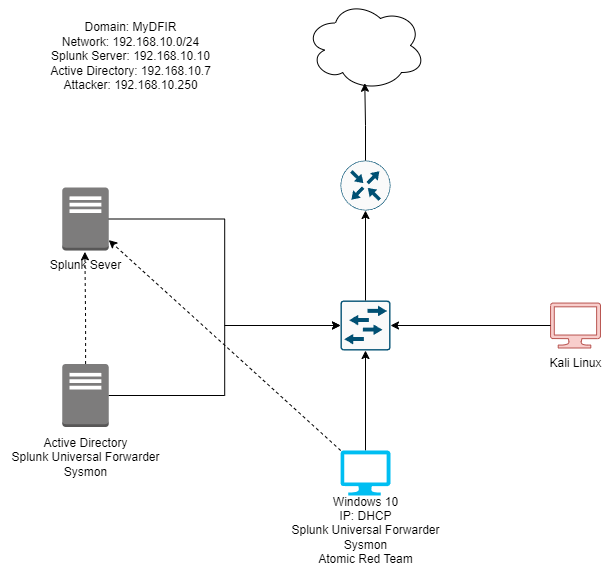 Domain: MyDFIR
Network: 192.168.10.0/24
Splunk Server: 192.168.10.10
Active Directory: 192.168.10.7
Attacker: 192.168.10.250
Splunk Sever
Kali Linux
Active Directory
Splunk Universal Forwarder
Sysmon
Windows 10
IP: DHCP
Splunk Universal Forwarder
Sysmon
Atomic Red Team